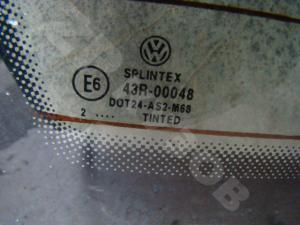 SPLINTEX
E6 43R-00048
DOT24-AS2-M68
2 ....
TINTED